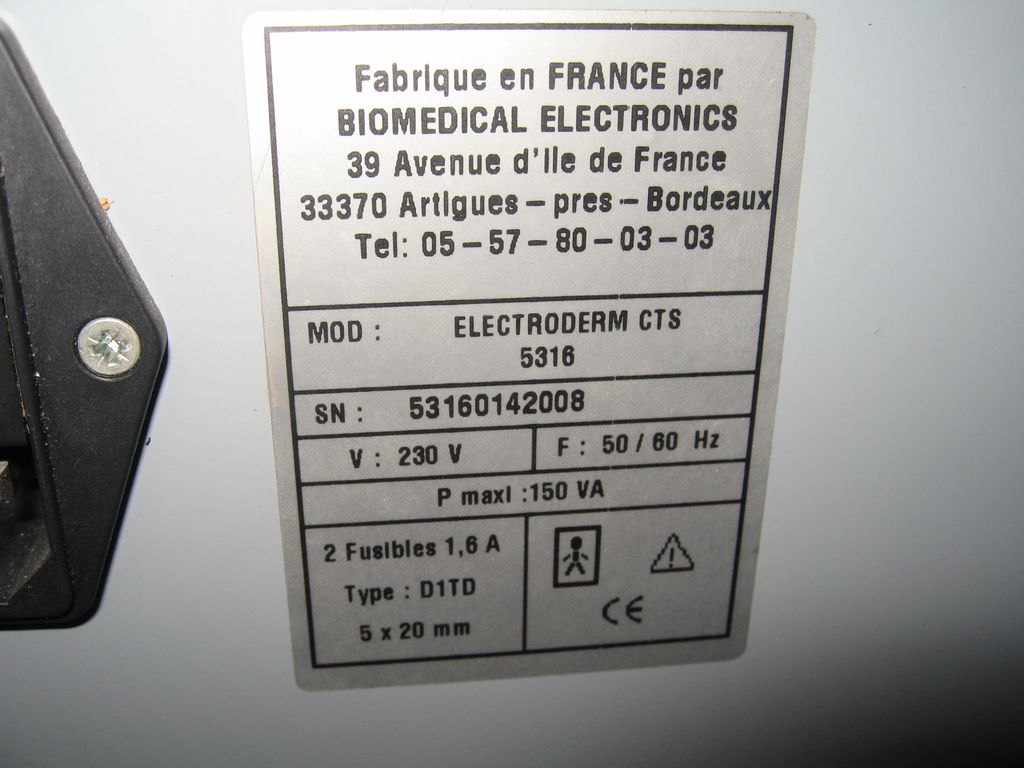 Fabrique en FRANCE par
BIOMEDICAL ELECTRONICS
39 Avenue d'Ile de France
33370 Artigues - pres - Bordeaux
Tel: 05 - 57 - 80 - 03 - 03
MOD : ELECTRODERM CTS
5316
SN : 53160142008
V : 230 V F : 50 / 60 Hz
P maxi :150 VA
2 Fusibles 1,6 A
Type : D1TD
5 x 20 mm
CE